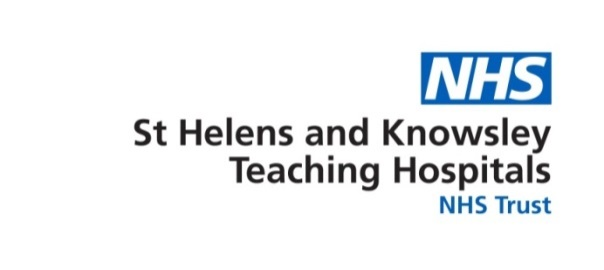 NHS
St Helens and Knowsley
Teaching Hospitals
NHS Trust